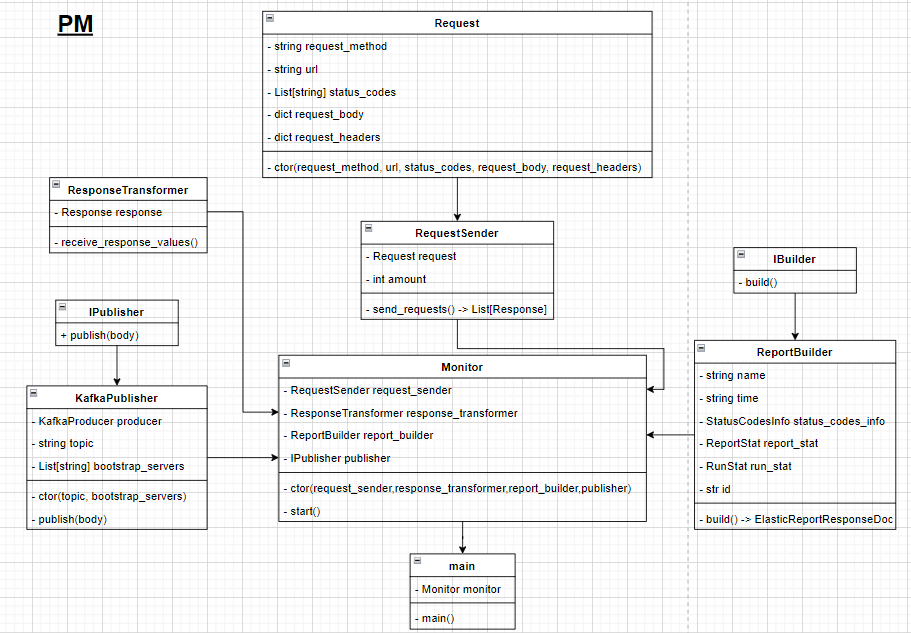 PM
Request
- string request_method
- string url
- List[string] status_codes
- dict request_body
- dict request_headers
- ctor(request_method, url, status_codes, request_body, request_headers)
ResponseTransformer
- Response response
- receive_response_values()
RequestSender
- Request request
- int amount
- send_requests() -> List[Response]
IBuilder
- build()
IPublisher
+ publish(body)
KafkaPublisher
- KafkaProducer producer
- string topic
- List[string] bootstrap_servers
- ctor(topic, bootstrap_servers)
- publish(body)
Monitor
- RequestSender request_sender
- ResponseTransformer response_transformer
- ReportBuilder report_builder
- IPublisher publisher
- ctor(request_sender,response_transformer,report_builder,publisher)
- start()
ReportBuilder
- string name
- string time
- StatusCodesInfo status_codes_info
- ReportStat report_stat
- RunStat run_stat
- str id
- build() -> ElasticReportResponseDoc
main
- Monitor monitor
- main()